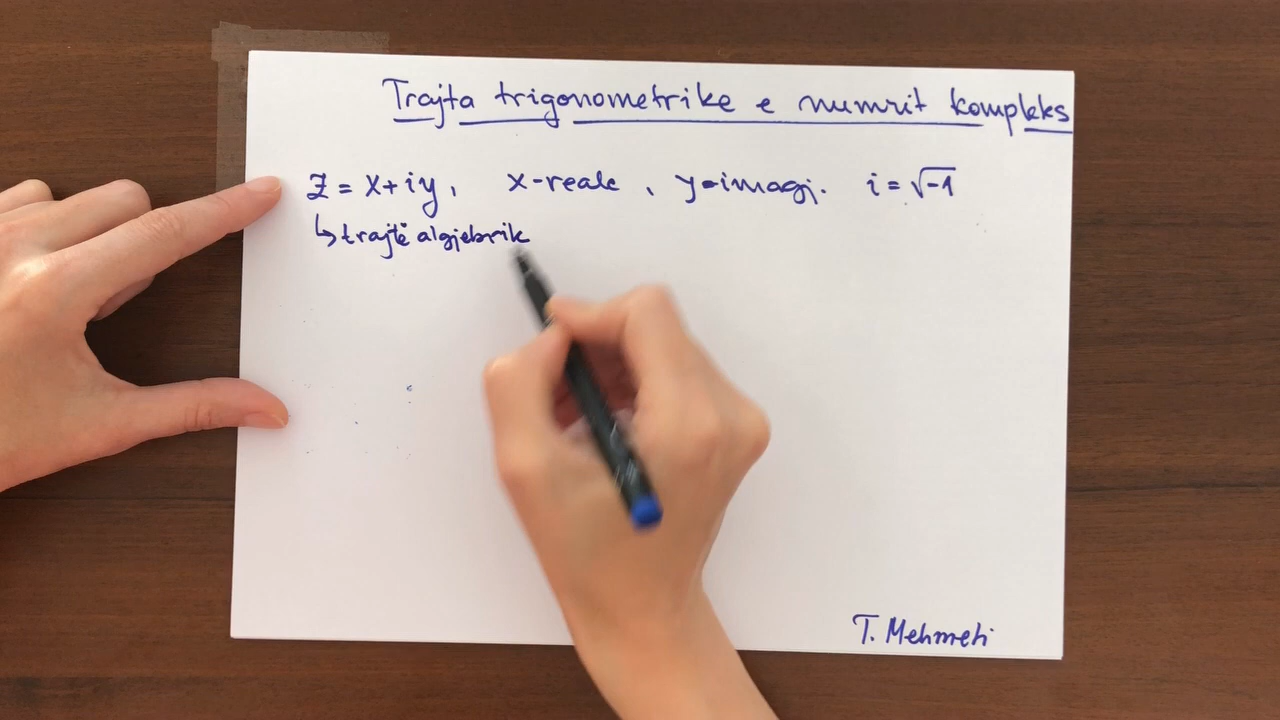 Trajta trigonometrike e numrit kompleks
z = x+iy, x-reale, y-imagj. i = √-1
↳ trajtë algjebrik
T. Mehmeti